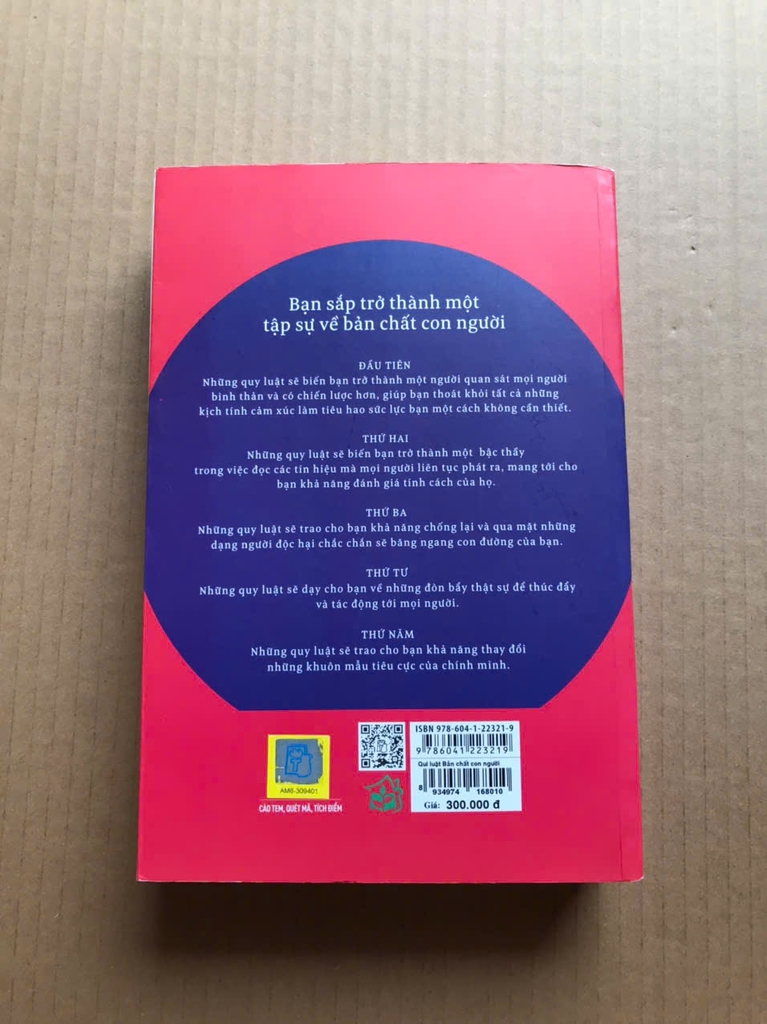 Bạn sắp trở thành một
tập sự về bản chất con người
ĐẦU TIÊN
Những quy luật sẽ biến bạn trở thành một người quan sát mọi người
bình thản và có chiến lược hơn, giúp bạn thoát khỏi tất cả những
kịch tính cảm xúc làm tiêu hao sức lực bạn một cách không cần thiết.
THỨ HAI
Những quy luật sẽ biến bạn trở thành một bậc thầy
trong việc đọc các tín hiệu mà mọi người liên tục phát ra, mang tới cho
bạn khả năng đánh giá tính cách của họ.
THỨ BA
Những quy luật sẽ trao cho bạn khả năng chống lại và qua mặt những
dạng người độc hại chắc chắn sẽ băng ngang con đường của bạn.
THỨ TƯ
Những quy luật sẽ dạy cho bạn về những đòn bẩy thật sự để thúc đẩy
và tác động tới mọi người.
THỨ NĂM
Những quy luật sẽ trao cho bạn khả năng thay đổi
những khuôn mẫu tiêu cực của chính mình.
AM6-309401
CÀO TEM, QUÉT MÃ, TÍCH ĐIỂM
ISBN 978-604-1-22321-9
9 786041 223219
Qui luật Bản chất con người
8 934974 168010
Giá: 300.000 đ